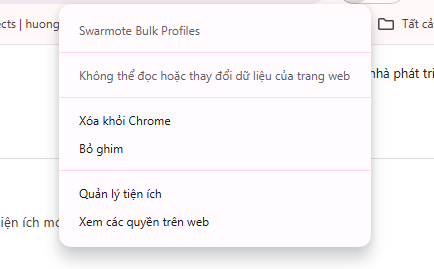 ects | huong
Swarmote Bulk Profiles
Tất cả
Không thể đọc hoặc thay đổi dữ liệu của trang web
nhà phát tri
Xóa khỏi Chrome
Bỏ ghim
Quản lý tiện ích
iện ích mớ
Xem các quyền trên web